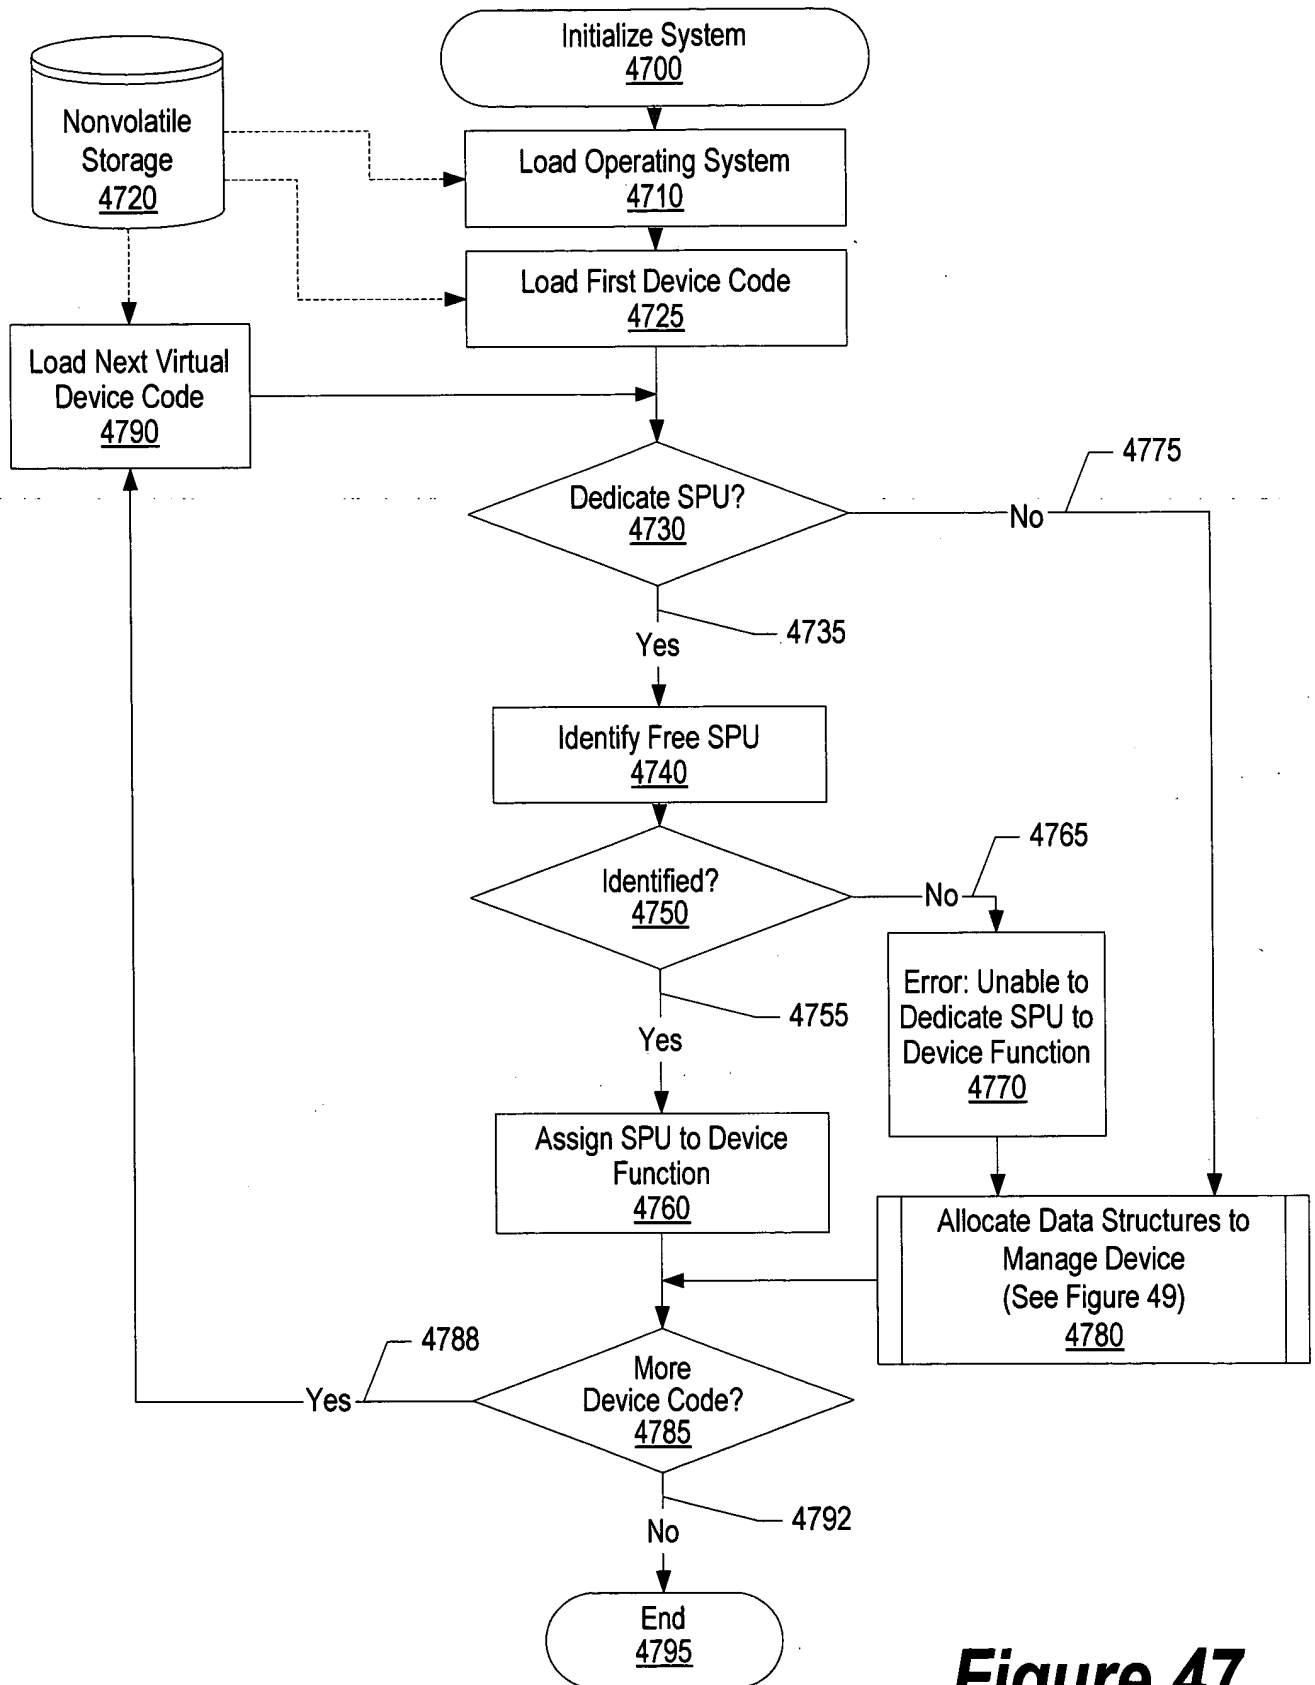 Initialize System
4700
Nonvolatile
Storage
4720
Load Operating System
4710
Load First Device Code
4725
Load Next Virtual
Device Code
4790
Dedicate SPU?
4730
No
4775
4735
Yes
Identify Free SPU
4740
Identified?
4750
No
4765
4755
Yes
Error: Unable to
Dedicate SPU to
Device Function
4770
Assign SPU to Device
Function
4760
Allocate Data Structures to
Manage Device
(See Figure 49)
4780
More
Device Code?
4785
4788
Yes
4792
No
End
4795
Figure 47